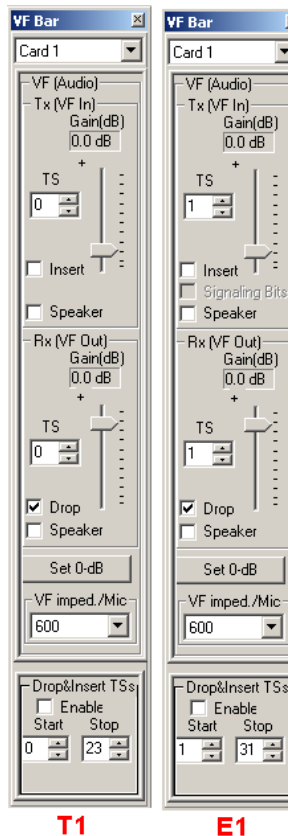 VF Bar
Card 1
VF (Audio)
Tx (VF In)
Gain(dB)
0.0 dB
+
TS
0
Insert
Speaker
Rx (VF Out)
Gain(dB)
0.0 dB
+
TS
0
Drop
Speaker
Set 0-dB
VF imped./Mic
600
Drop&Insert TSs
Enable
Start Stop
0 23
T1
VF Bar
Card 1
VF (Audio)
Tx (VF In)
Gain(dB)
0.0 dB
+
TS
1
Insert
Signaling Bits
Speaker
Rx (VF Out)
Gain(dB)
0.0 dB
+
TS
1
Drop
Speaker
Set 0-dB
VF imped./Mic
600
Drop&Insert TSs
Enable
Start Stop
1 31
E1